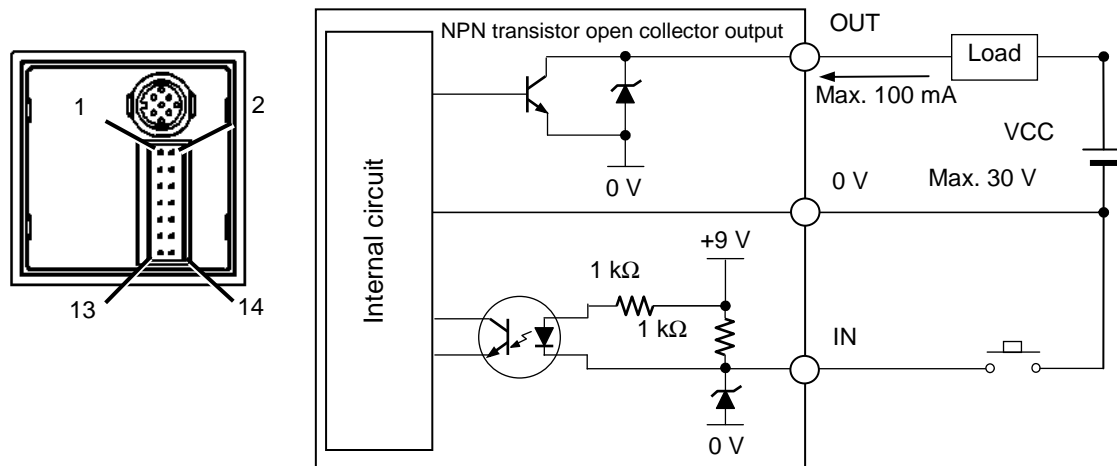 1
2
13
14
Internal circuit
NPN transistor open collector output
0 V
OUT
Load
Max. 100 mA
VCC
Max. 30 V
0 V
+9 V
1 kΩ
1 kΩ
IN
0 V